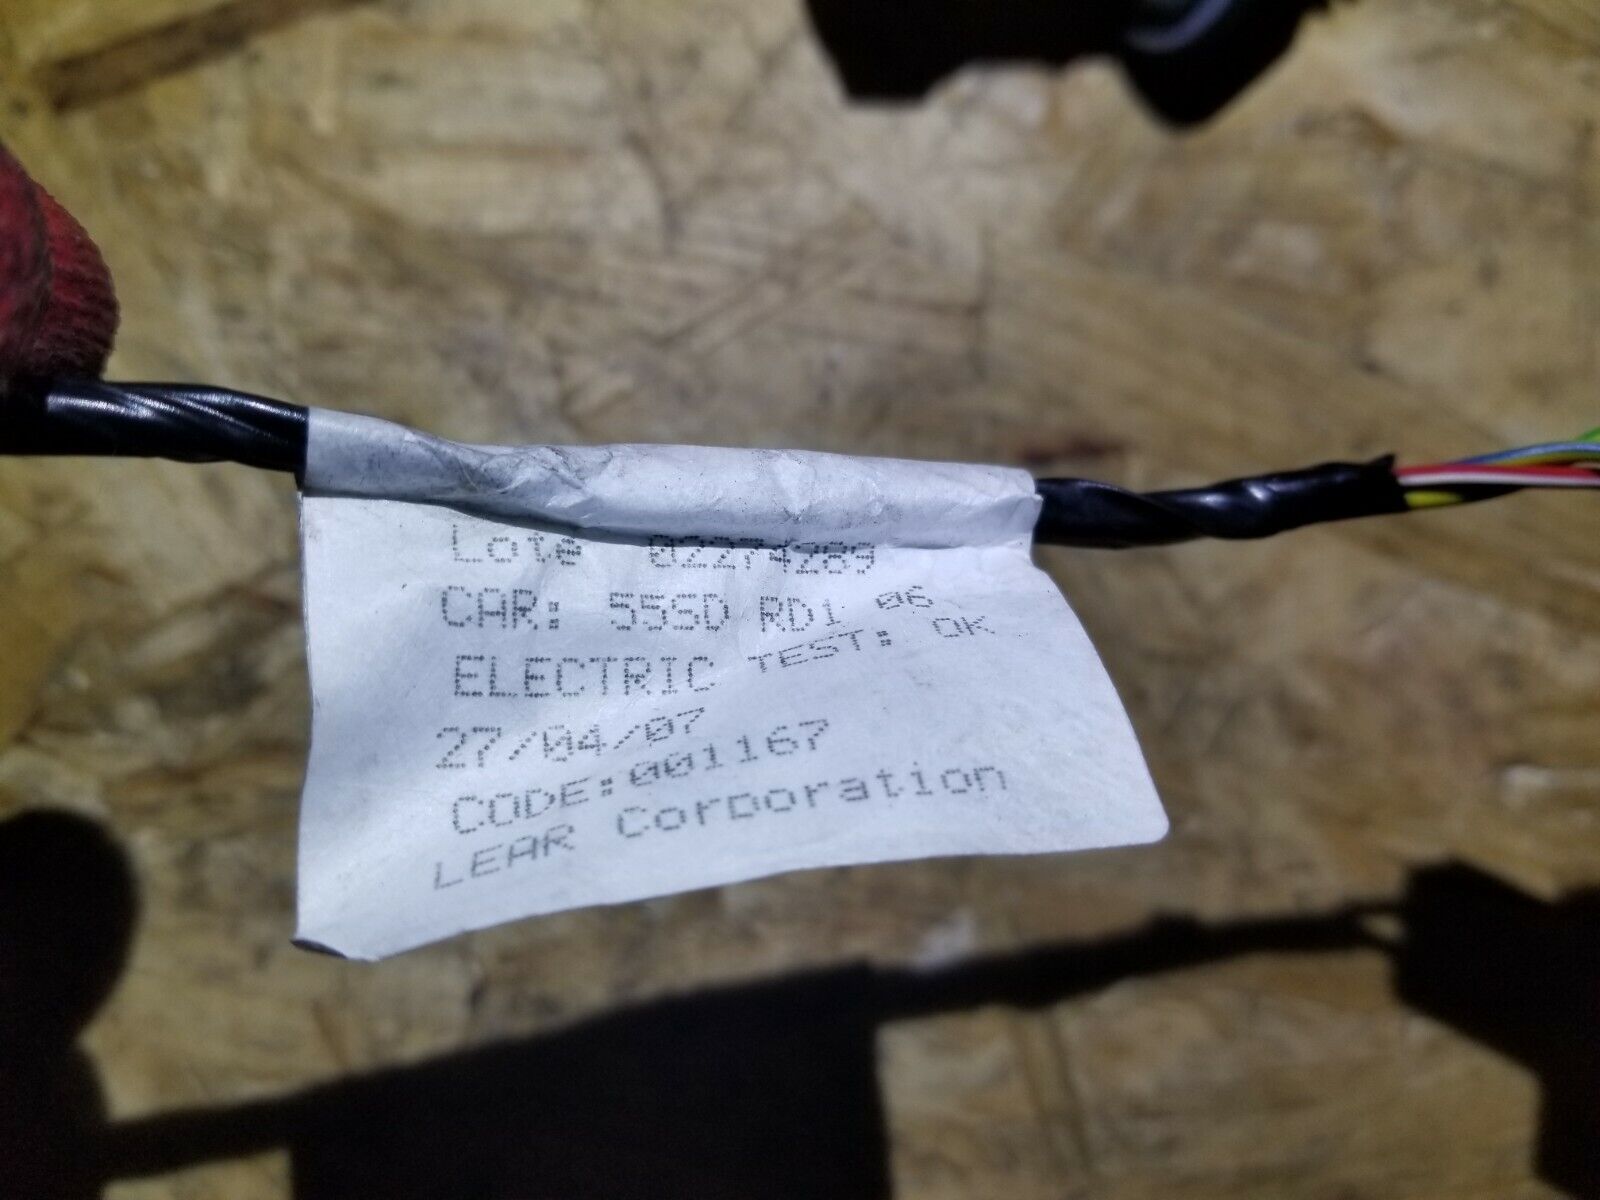 Lote 02274289
CAR: 55SD RD1 06
ELECTRIC TEST: OK
27/04/07
CODE:001167
LEAR Corporation